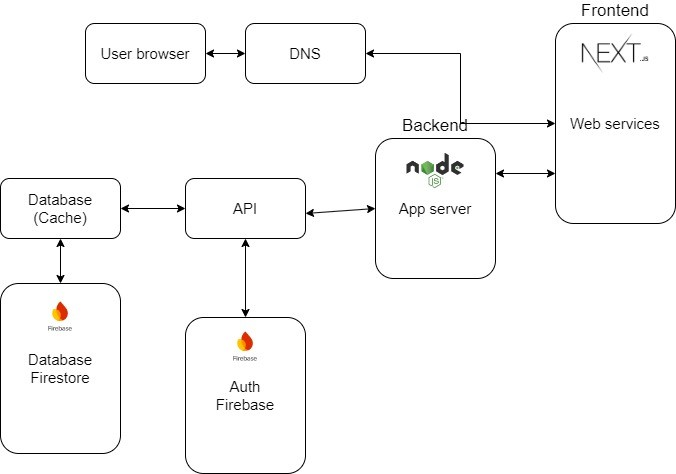 Frontend
NEXT.JS
User browser
DNS
Web services
Backend
node
JS
App server
Database
(Cache)
API
Firebase
Database
Firestore
Firebase
Auth
Firebase